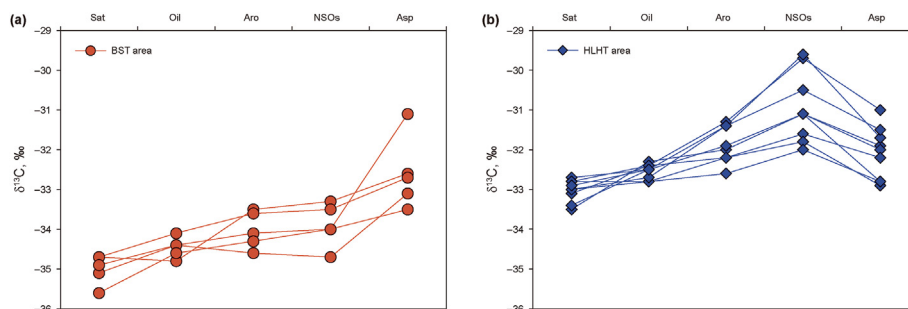 (a)
Sat Oil Aro NSOs Asp
−29
BST area
−30
−31
−32
−33
−34
−35
−36
δ¹³C, ‰
(b)
Sat Oil Aro NSOs Asp
−29
HLHT area
−30
−31
−32
−33
−34
−35
−36
δ¹³C, ‰